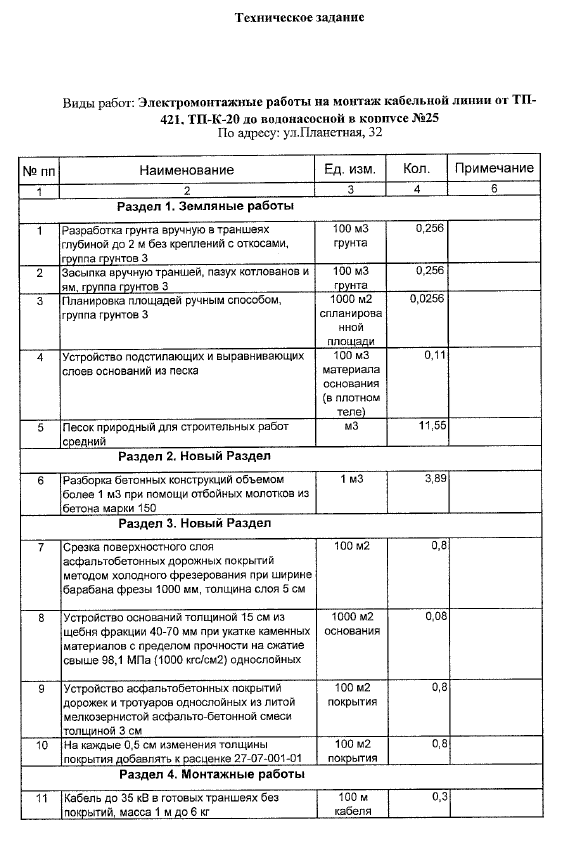 Техническое задание
Виды работ: Электромонтажные работы на монтаж кабельной линии от ТП-
421, ТП-К-20 до водонасосной в корпусе №25
По адресу: ул.Планетная, 32
№ пп Наименование Ед. изм. Кол. Примечание
1 2 3 4 6
Раздел 1. Земляные работы
1 Разработка грунта вручную в траншеях 100 м3 0,256
глубиной до 2 м без креплений с откосами, грунта
группа грунтов 3
2 Засыпка вручную траншей, пазух котлованов и 100 м3 0,256
ям, группа грунтов 3 грунта
3 Планировка площадей ручным способом, 1000 м2 0,0256
группа грунтов 3 спланирова
нной
площади
4 Устройство подстилающих и выравнивающих 100 м3 0,11
слоев оснований из песка материала
основания
(в плотном
теле)
5 Песок природный для строительных работ м3 11,55
средний
Раздел 2. Новый Раздел
6 Разборка бетонных конструкций объемом 1 м3 3,89
более 1 м3 при помощи отбойных молотков из
бетона марки 150
Раздел 3. Новый Раздел
7 Срезка поверхностного слоя 100 м2 0,8
асфальтобетонных дорожных покрытий
методом холодного фрезерования при ширине
барабана фрезы 1000 мм, толщина слоя 5 см
8 Устройство оснований толщиной 15 см из 1000 м2 0,08
щебня фракции 40-70 мм при укатке каменных основания
материалов с пределом прочности на сжатие
свыше 98,1 МПа (1000 кгс/см2) однослойных
9 Устройство асфальтобетонных покрытий 100 м2 0,8
дорожек и тротуаров однослойных из литой покрытия
мелкозернистой асфальто-бетонной смеси
толщиной 3 см
10 На каждые 0,5 см изменения толщины 100 м2 0,8
покрытия добавлять к расценке 27-07-001-01 покрытия
Раздел 4. Монтажные работы
11 Кабель до 35 кВ в готовых траншеях без 100 м 0,3
покрытий, масса 1 м до 6 кг кабеля